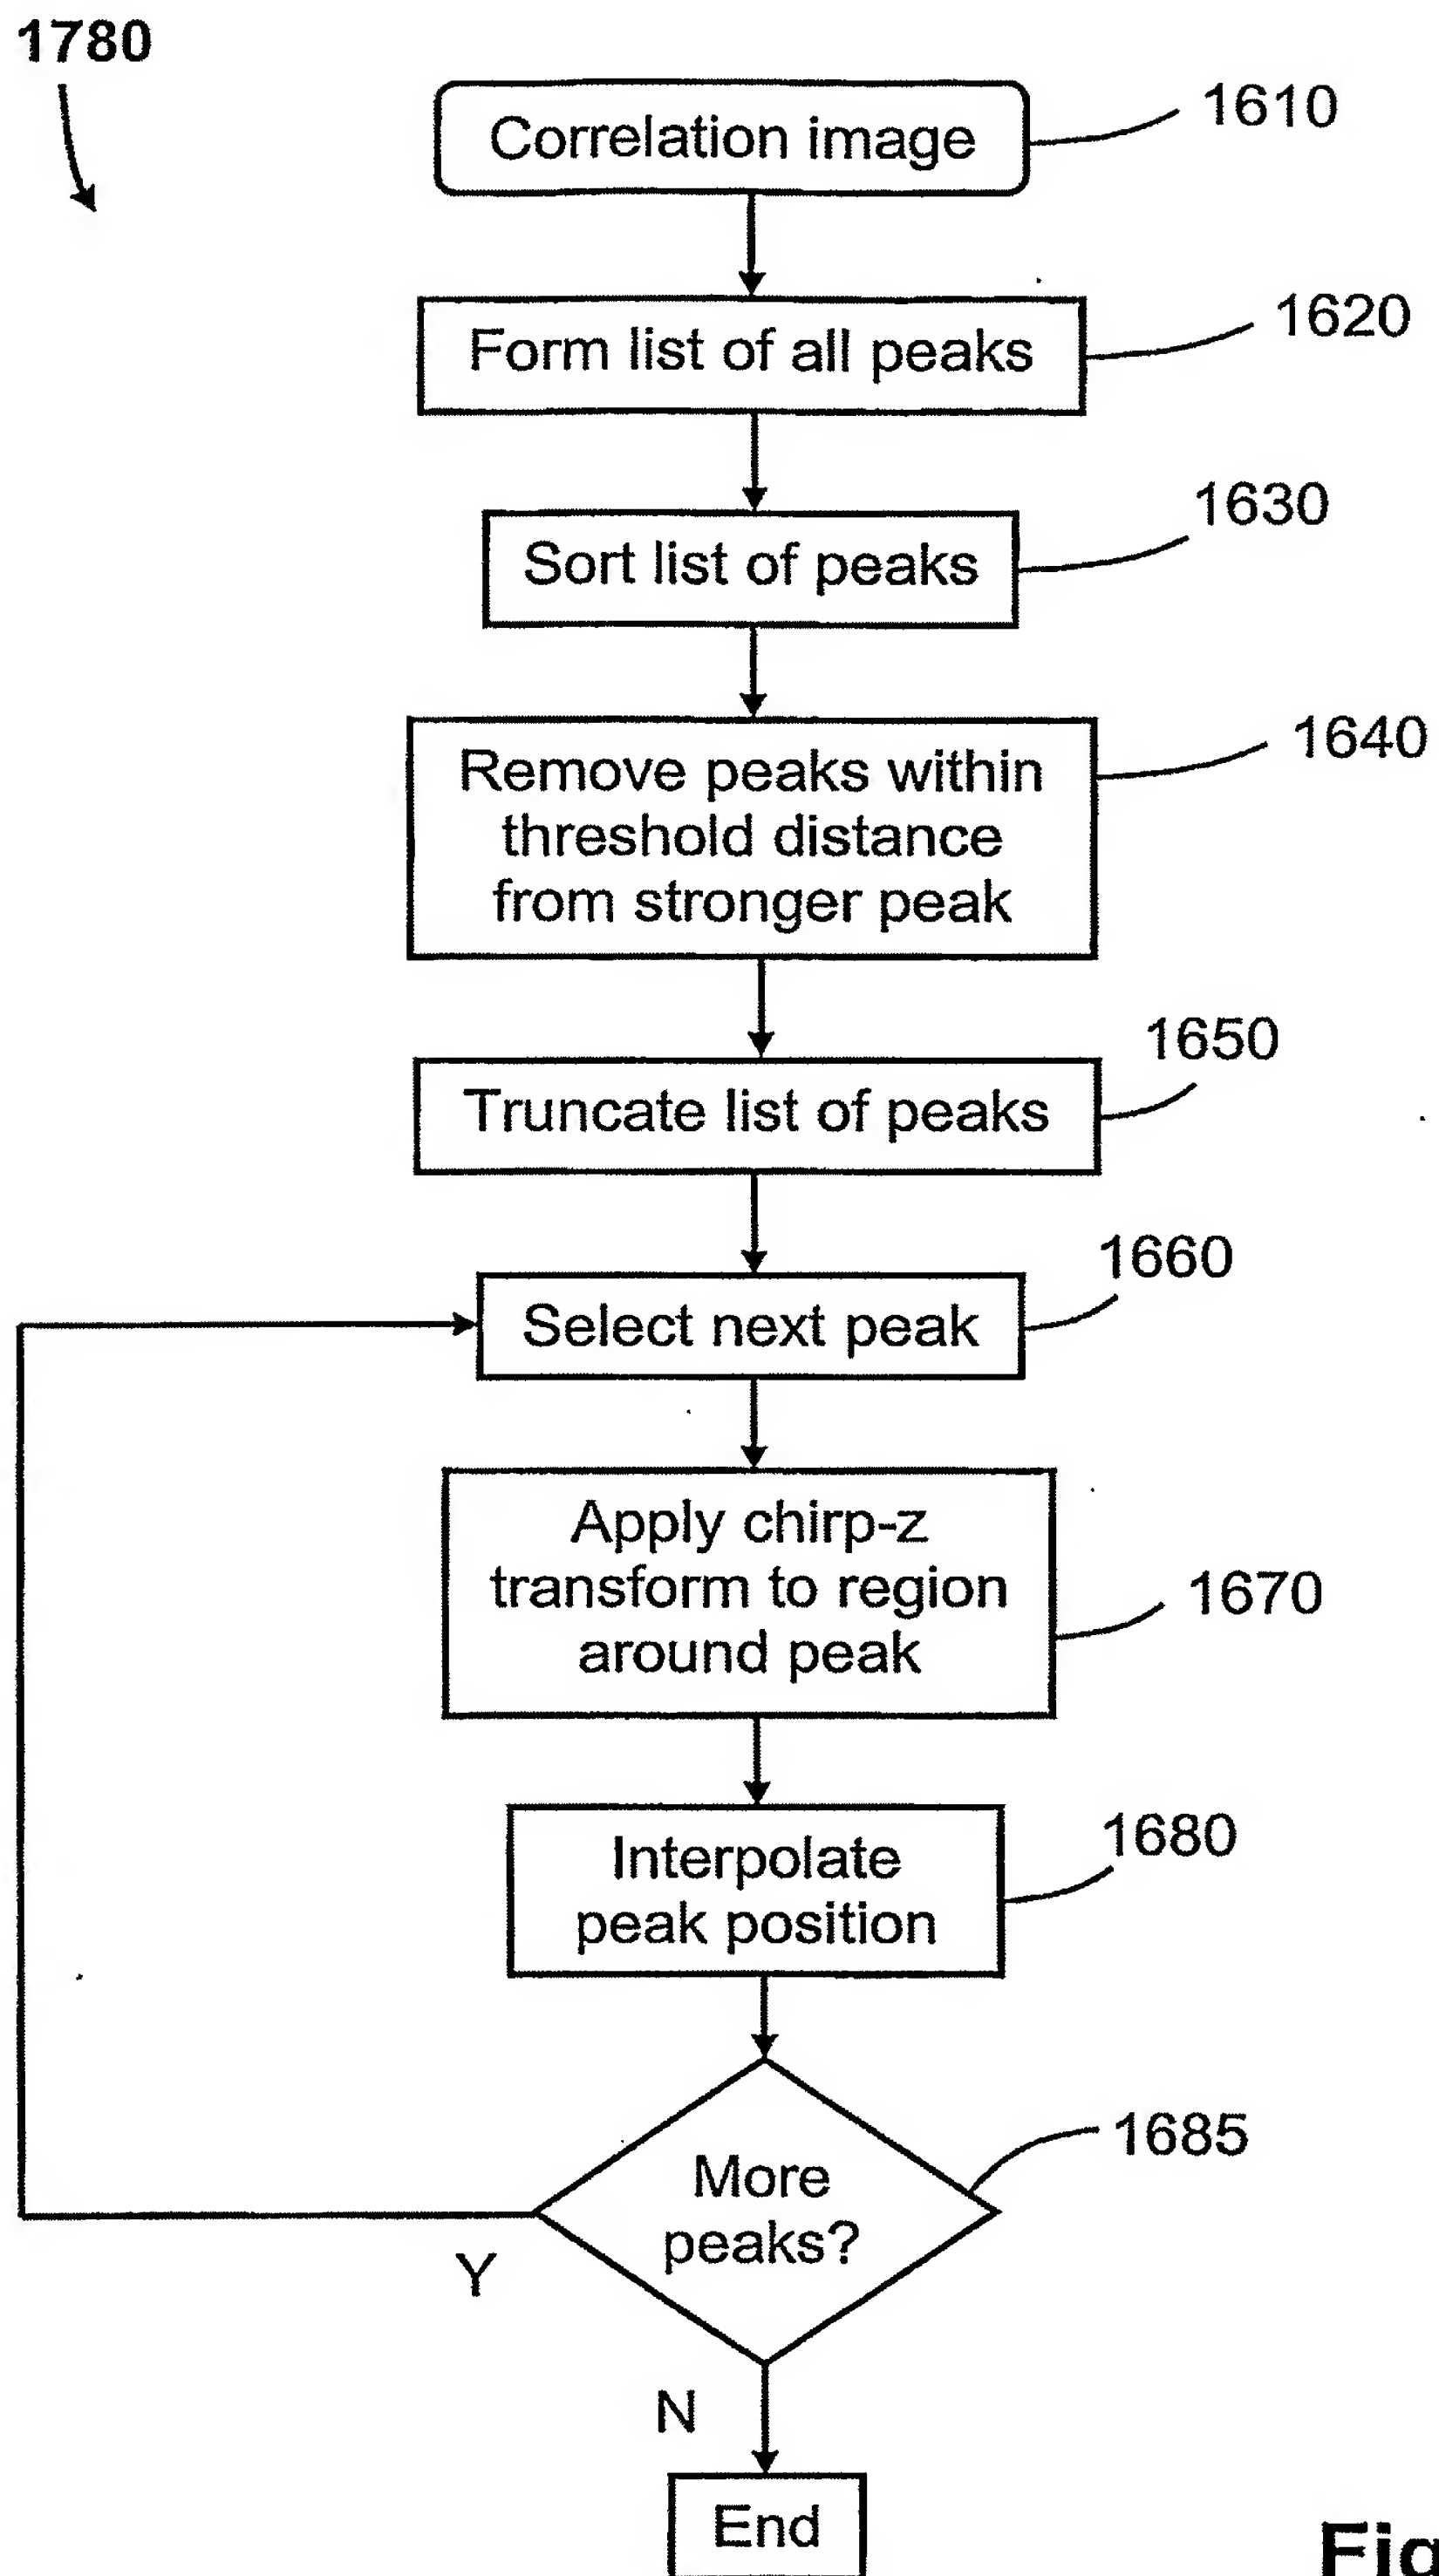 1780
Correlation image
1610
Form list of all peaks
1620
Sort list of peaks
1630
Remove peaks within
threshold distance
from stronger peak
1640
Truncate list of peaks
1650
Select next peak
1660
Apply chirp-z
transform to region
around peak
1670
Interpolate
peak position
1680
More
peaks?
1685
Y
N
End
Fig